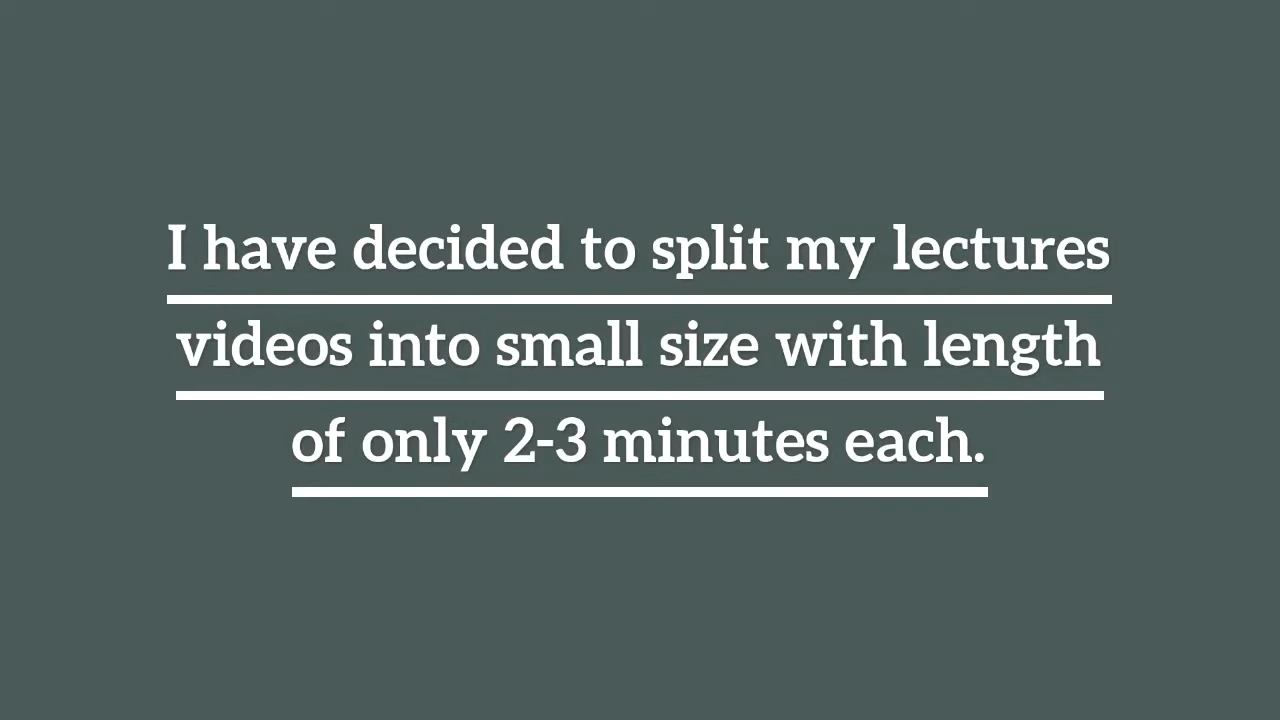 I have decided to split my lectures
videos into small size with length
of only 2-3 minutes each.